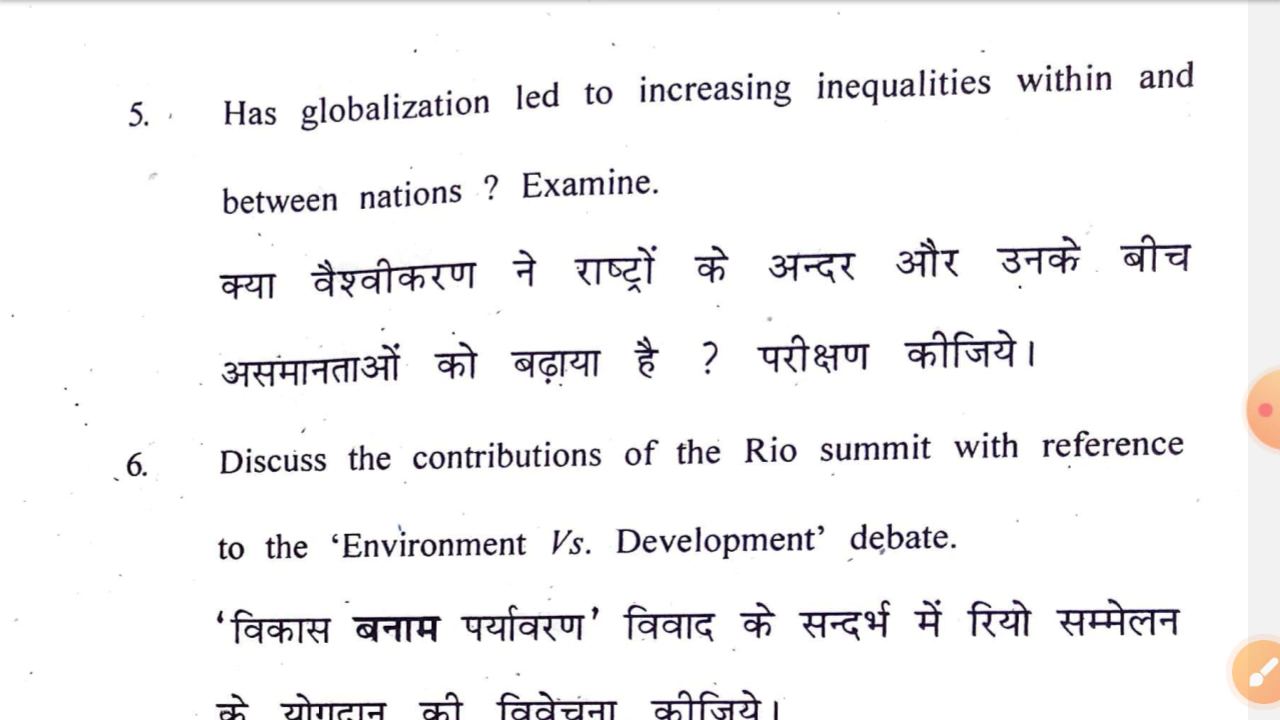 5. Has globalization led to increasing inequalities within and
between nations ? Examine.
क्या वैश्वीकरण ने राष्ट्रों के अन्दर और उनके बीच
असमानताओं को बढ़ाया है ? परीक्षण कीजिये।
6. Discuss the contributions of the Rio summit with reference
to the ‘Environment Vs. Development’ debate.
‘विकास बनाम पर्यावरण’ विवाद के सन्दर्भ में रियो सम्मेलन
के योगदान की विवेचना कीजिये।